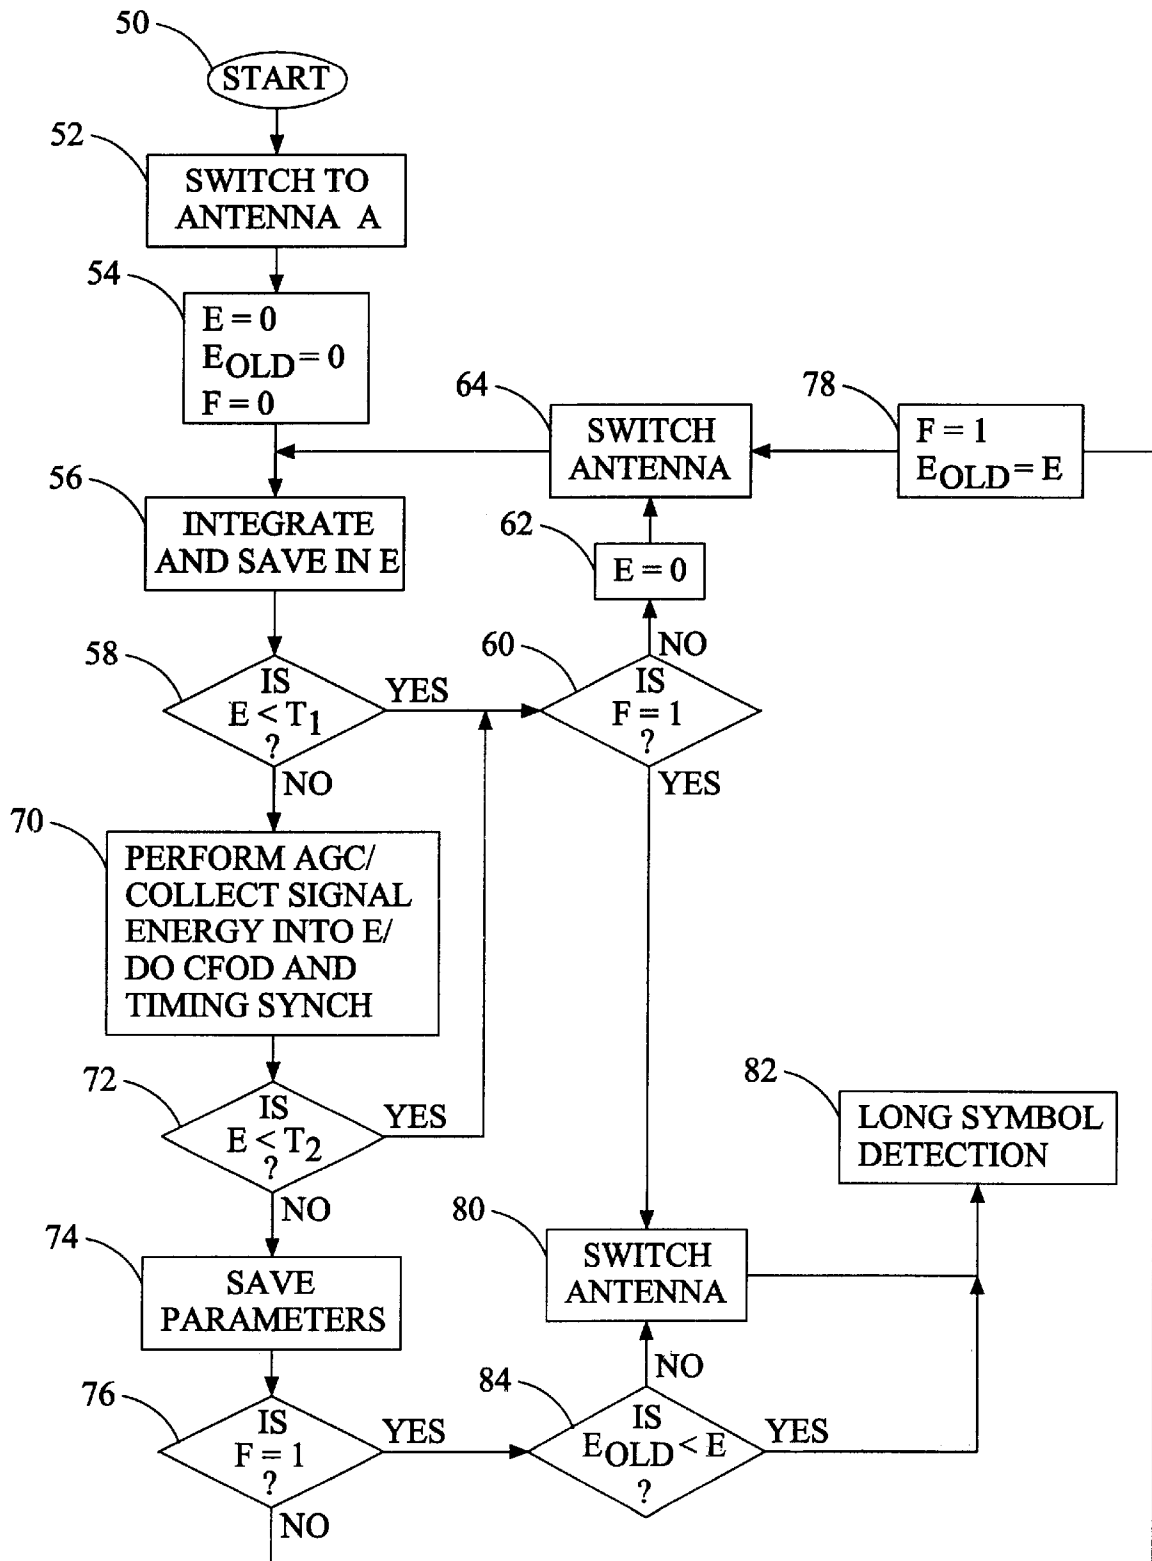 50
START
52
SWITCH TO
ANTENNA A
54
E = 0
EOLD = 0
F = 0
64
SWITCH
ANTENNA
78
F = 1
EOLD = E
56
INTEGRATE
AND SAVE IN E
62
E = 0
58
IS
E < T1
?
YES
NO
60
IS
F = 1
?
NO
YES
70
PERFORM AGC/
COLLECT SIGNAL
ENERGY INTO E/
DO CFOD AND
TIMING SYNCH
72
IS
E < T2
?
YES
NO
82
LONG SYMBOL
DETECTION
74
SAVE
PARAMETERS
80
SWITCH
ANTENNA
76
IS
F = 1
?
YES
NO
84
IS
EOLD < E
?
NO
YES